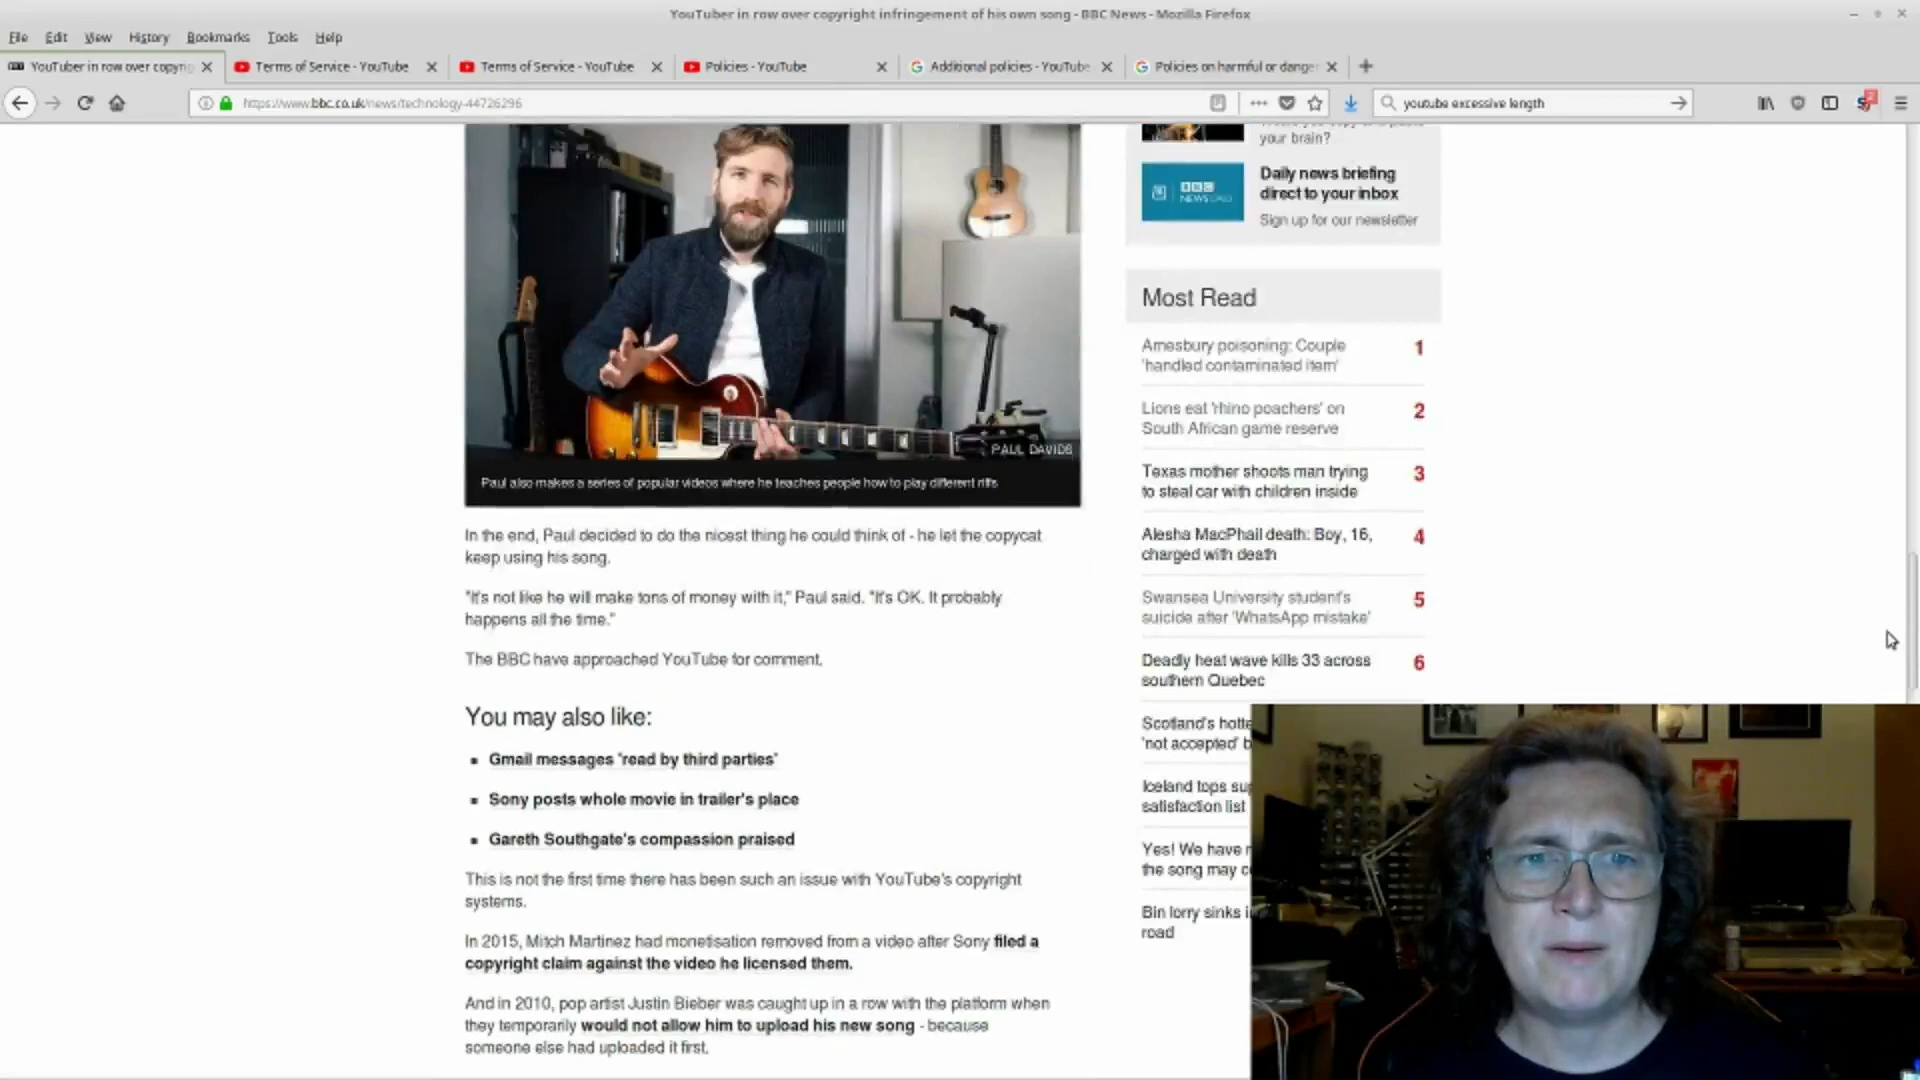 YouTuber in row over copyright infringement of his own song - BBC News - Mozilla Firefox
File Edit View History Bookmarks Tools Help
YouTuber in row over copyrig
Terms of Service - YouTube
Terms of Service - YouTube
Policies - YouTube
Additional policies - YouTube
Policies on harmful or danger
https://www.bbc.co.uk/news/technology-44726296
youtube excessive length
2
your brain?
BBC
NEWS DAILY
Daily news briefing
direct to your inbox
Sign up for our newsletter
PAUL DAVIDS
Paul also makes a series of popular videos where he teaches people how to play different riffs
In the end, Paul decided to do the nicest thing he could think of - he let the copycat
keep using his song.
"It's not like he will make tons of money with it," Paul said. "It's OK. It probably
happens all the time."
The BBC have approached YouTube for comment.
You may also like:
Gmail messages 'read by third parties'
Sony posts whole movie in trailer's place
Gareth Southgate's compassion praised
This is not the first time there has been such an issue with YouTube's copyright
systems.
In 2015, Mitch Martinez had monetisation removed from a video after Sony filed a
copyright claim against the video he licensed them.
And in 2010, pop artist Justin Bieber was caught up in a row with the platform when
they temporarily would not allow him to upload his new song - because
someone else had uploaded it first.
Most Read
Amesbury poisoning: Couple
'handled contaminated item'
1
Lions eat 'rhino poachers' on
South African game reserve
2
Texas mother shoots man trying
to steal car with children inside
3
Alesha MacPhail death: Boy, 16,
charged with death
4
Swansea University student's
suicide after 'WhatsApp mistake'
5
Deadly heat wave kills 33 across
southern Quebec
6
Scotland's hotte
'not accepted' b
Iceland tops sup
satisfaction list
Yes! We have n
the song may c
Bin lorry sinks i
road